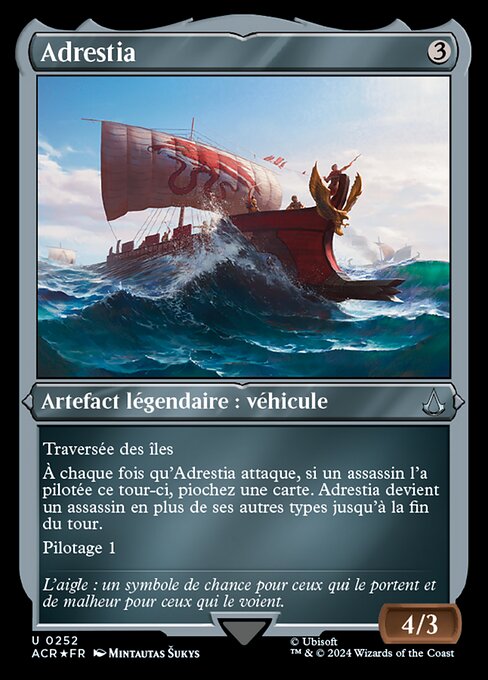 Adrestia 3
Artefact légendaire : véhicule
Traversée des îles
À chaque fois qu'Adrestia attaque, si un assassin l'a
pilotée ce tour-ci, piochez une carte. Adrestia devient
un assassin en plus de ses autres types jusqu'à la fin
du tour.
Pilotage 1
L'aigle : un symbole de chance pour ceux qui le portent et
de malheur pour ceux qui le voient.
4/3
U 0252
ACR★FR Mintautas Šukys
© Ubisoft
™ & © 2024 Wizards of the Coast